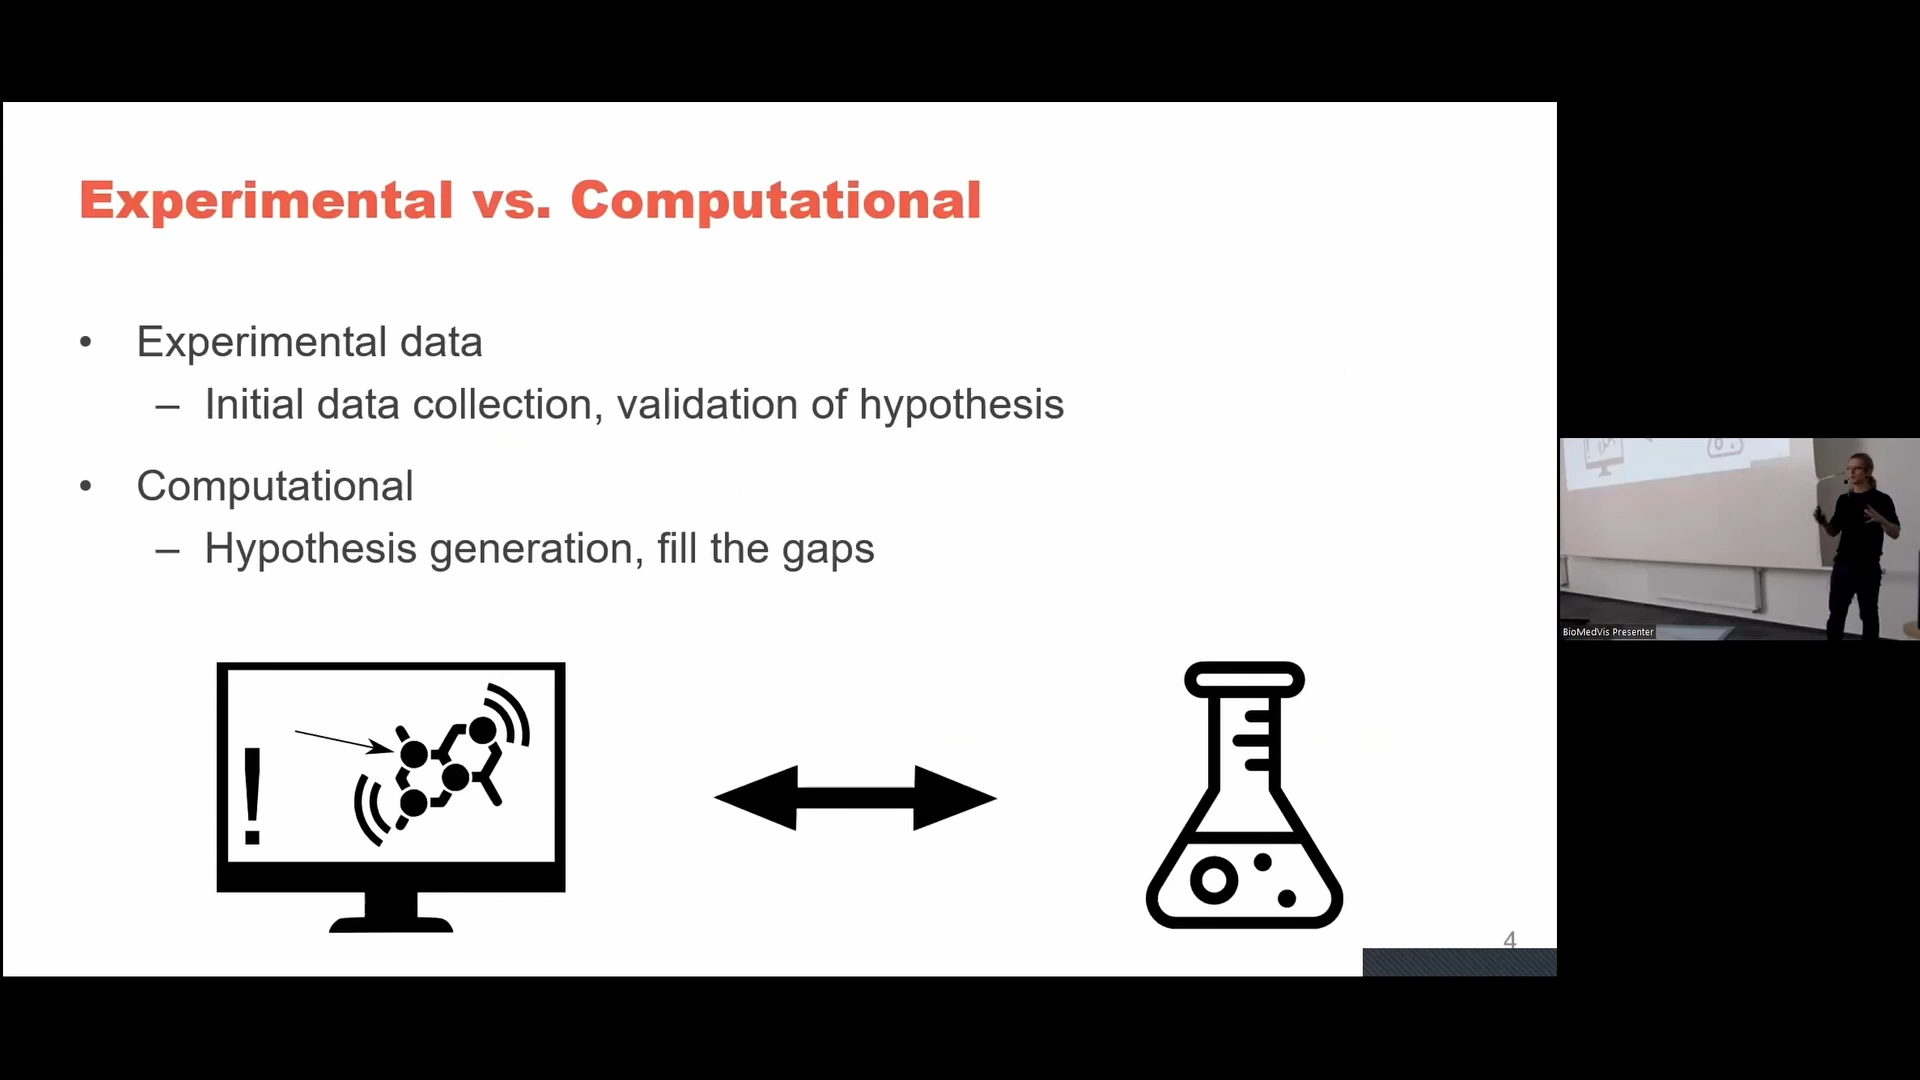 Experimental vs. Computational
• Experimental data
– Initial data collection, validation of hypothesis
• Computational
– Hypothesis generation, fill the gaps
!
4
BioMedVis Presenter